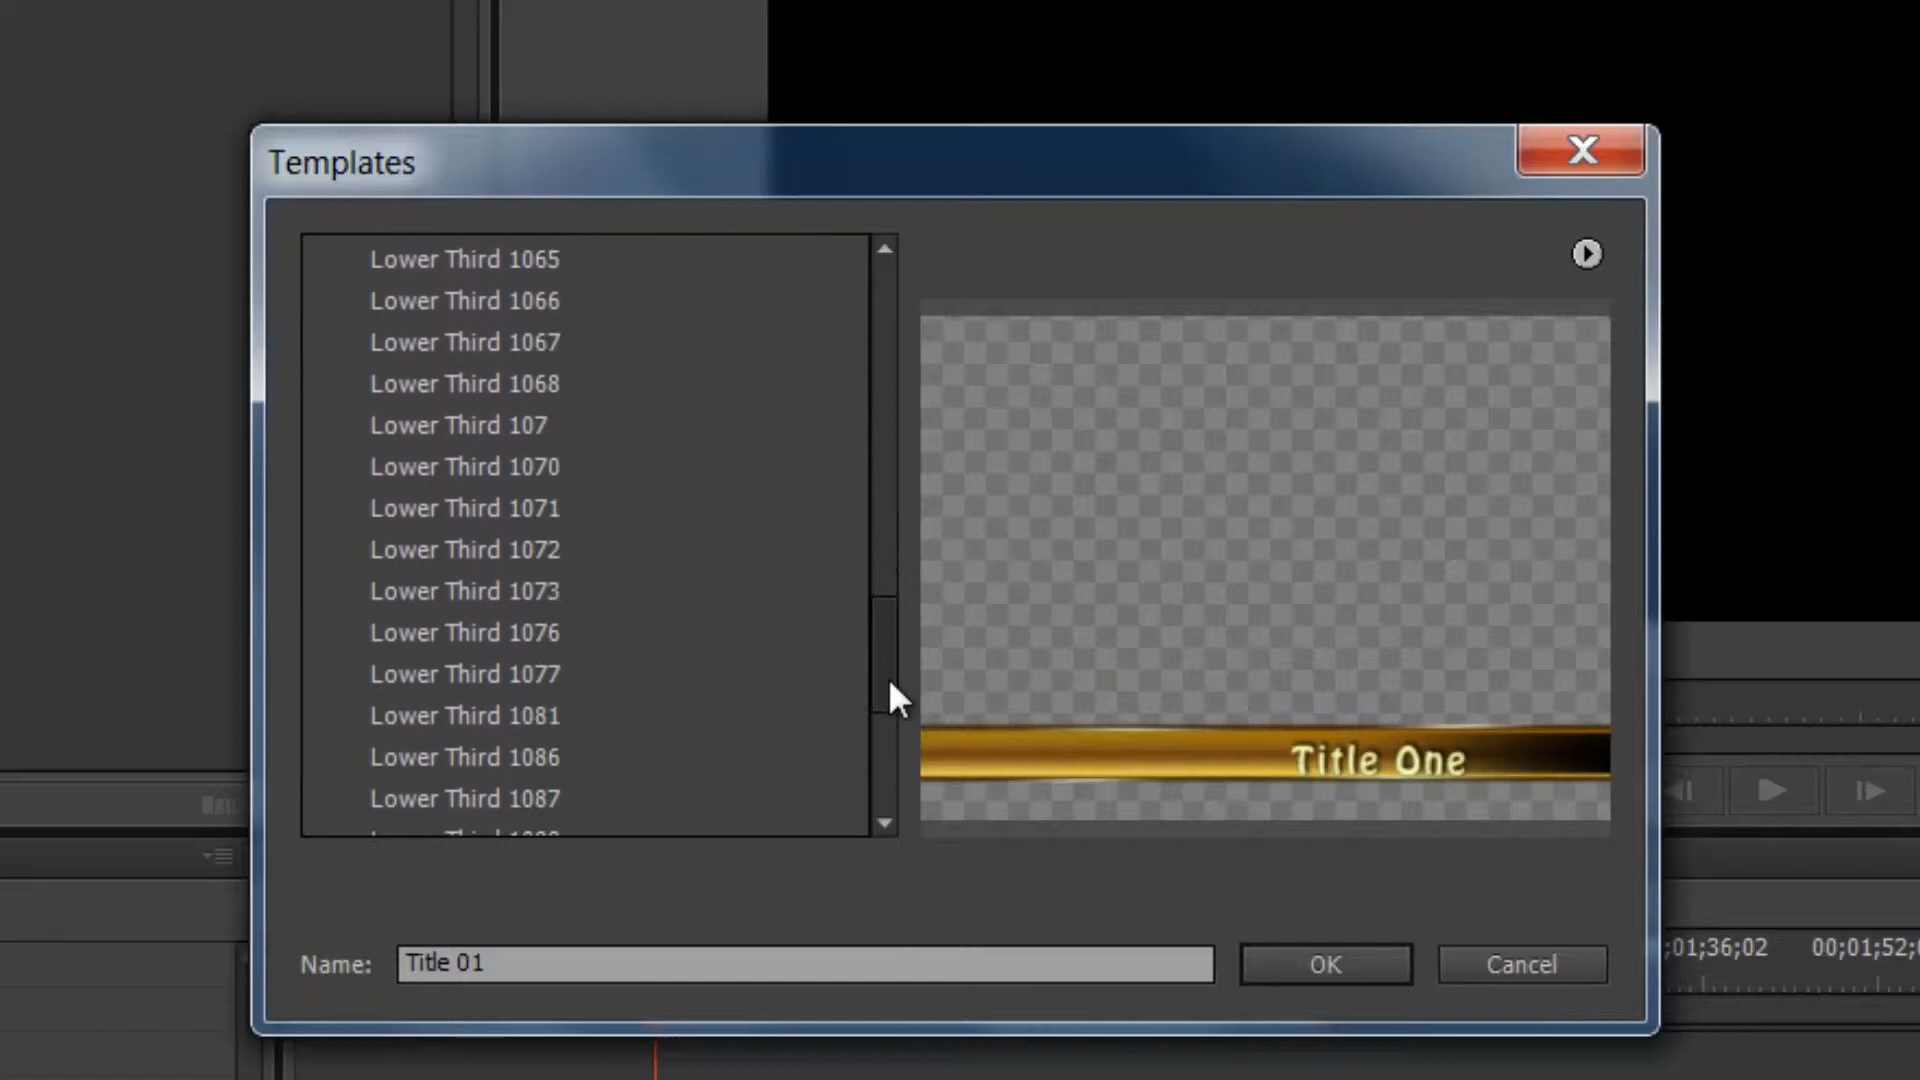 Templates
Lower Third 1065
Lower Third 1066
Lower Third 1067
Lower Third 1068
Lower Third 107
Lower Third 1070
Lower Third 1071
Lower Third 1072
Lower Third 1073
Lower Third 1076
Lower Third 1077
Lower Third 1081
Lower Third 1086
Lower Third 1087
Lower Third
Title One
Name: Title 01
OK
Cancel
;01;36;02
00;01;52;